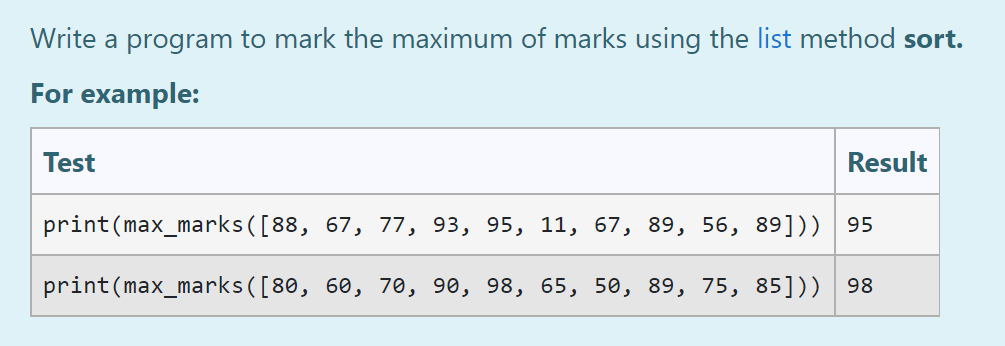 Write a program to mark the maximum of marks using the list method sort.
For example:
Test Result
print(max_marks([88, 67, 77, 93, 95, 11, 67, 89, 56, 89])) 95
print(max_marks([80, 60, 70, 90, 98, 65, 50, 89, 75, 85])) 98